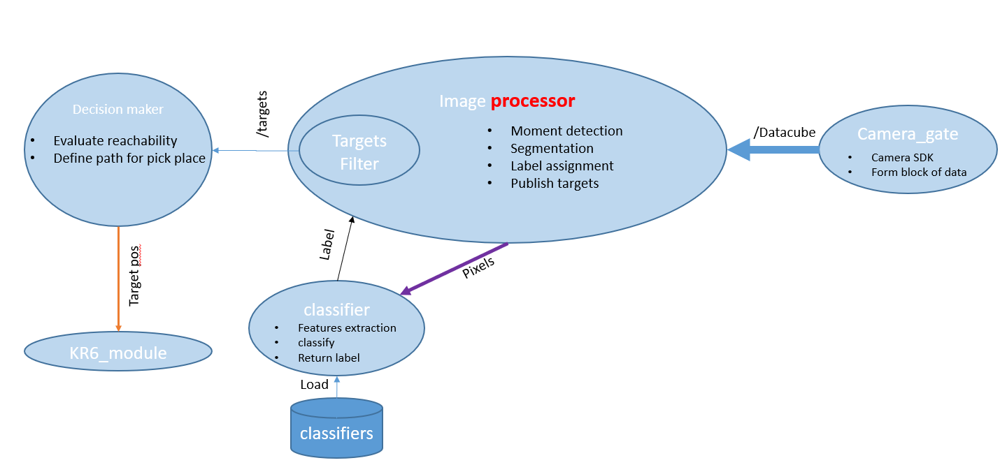 Decision maker
• Evaluate reachability
• Define path for pick place
/targets
Targets
Filter
Image processor
• Moment detection
• Segmentation
• Label assignment
• Publish targets
/Datacube
Camera_gate
• Camera SDK
• Form block of data
Target pos
KR6_module
Label
Pixels
classifier
• Features extraction
• classify
• Return label
Load
classifiers